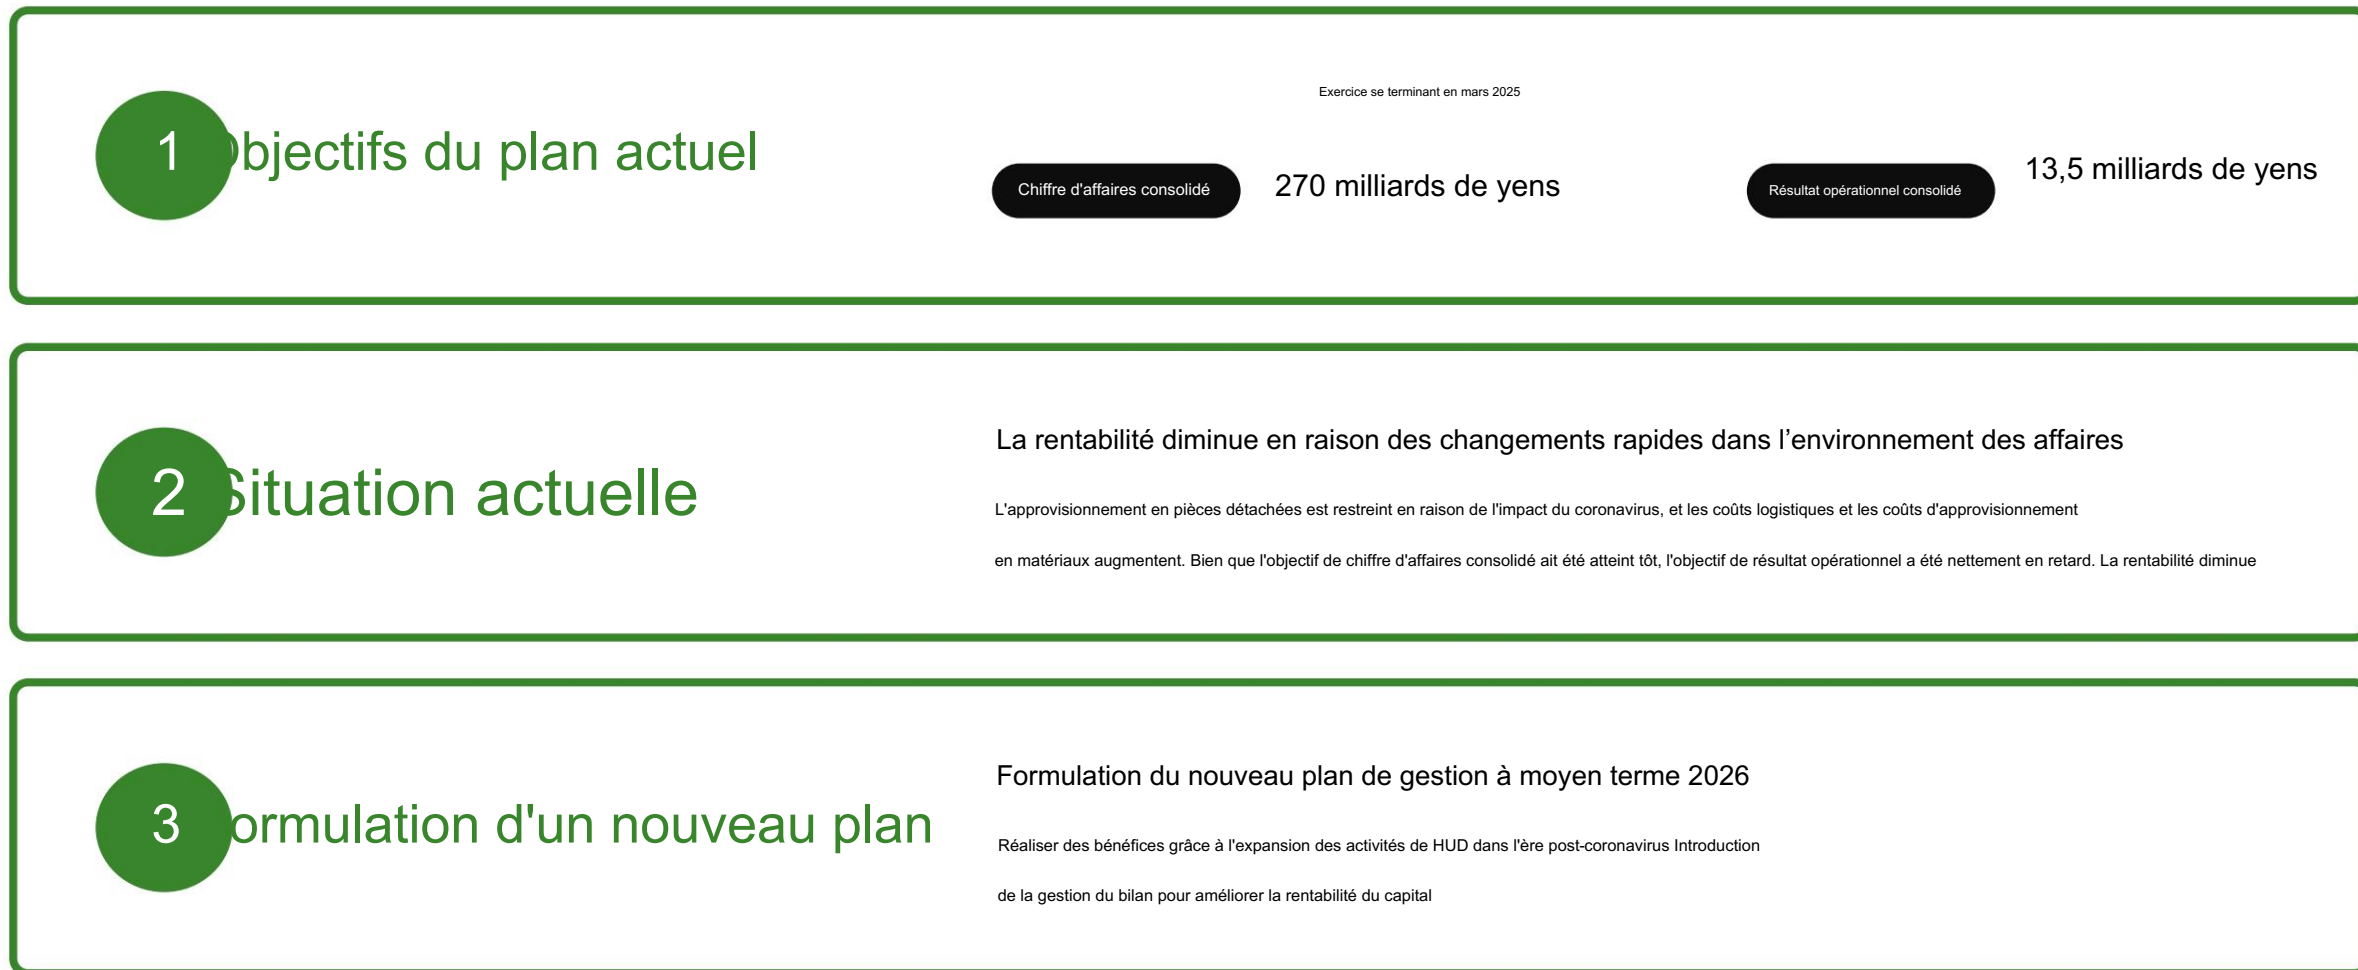 1 Objectifs du plan actuel
Exercice se terminant en mars 2025
Chiffre d'affaires consolidé
270 milliards de yens
Résultat opérationnel consolidé
13,5 milliards de yens
2 Situation actuelle
La rentabilité diminue en raison des changements rapides dans l’environnement des affaires
L'approvisionnement en pièces détachées est restreint en raison de l'impact du coronavirus, et les coûts logistiques et les coûts d'approvisionnement
en matériaux augmentent. Bien que l'objectif de chiffre d'affaires consolidé ait été atteint tôt, l'objectif de résultat opérationnel a été nettement en retard. La rentabilité diminue
3 ormulation d'un nouveau plan
Formulation du nouveau plan de gestion à moyen terme 2026
Réaliser des bénéfices grâce à l'expansion des activités de HUD dans l'ère post-coronavirus Introduction
de la gestion du bilan pour améliorer la rentabilité du capital